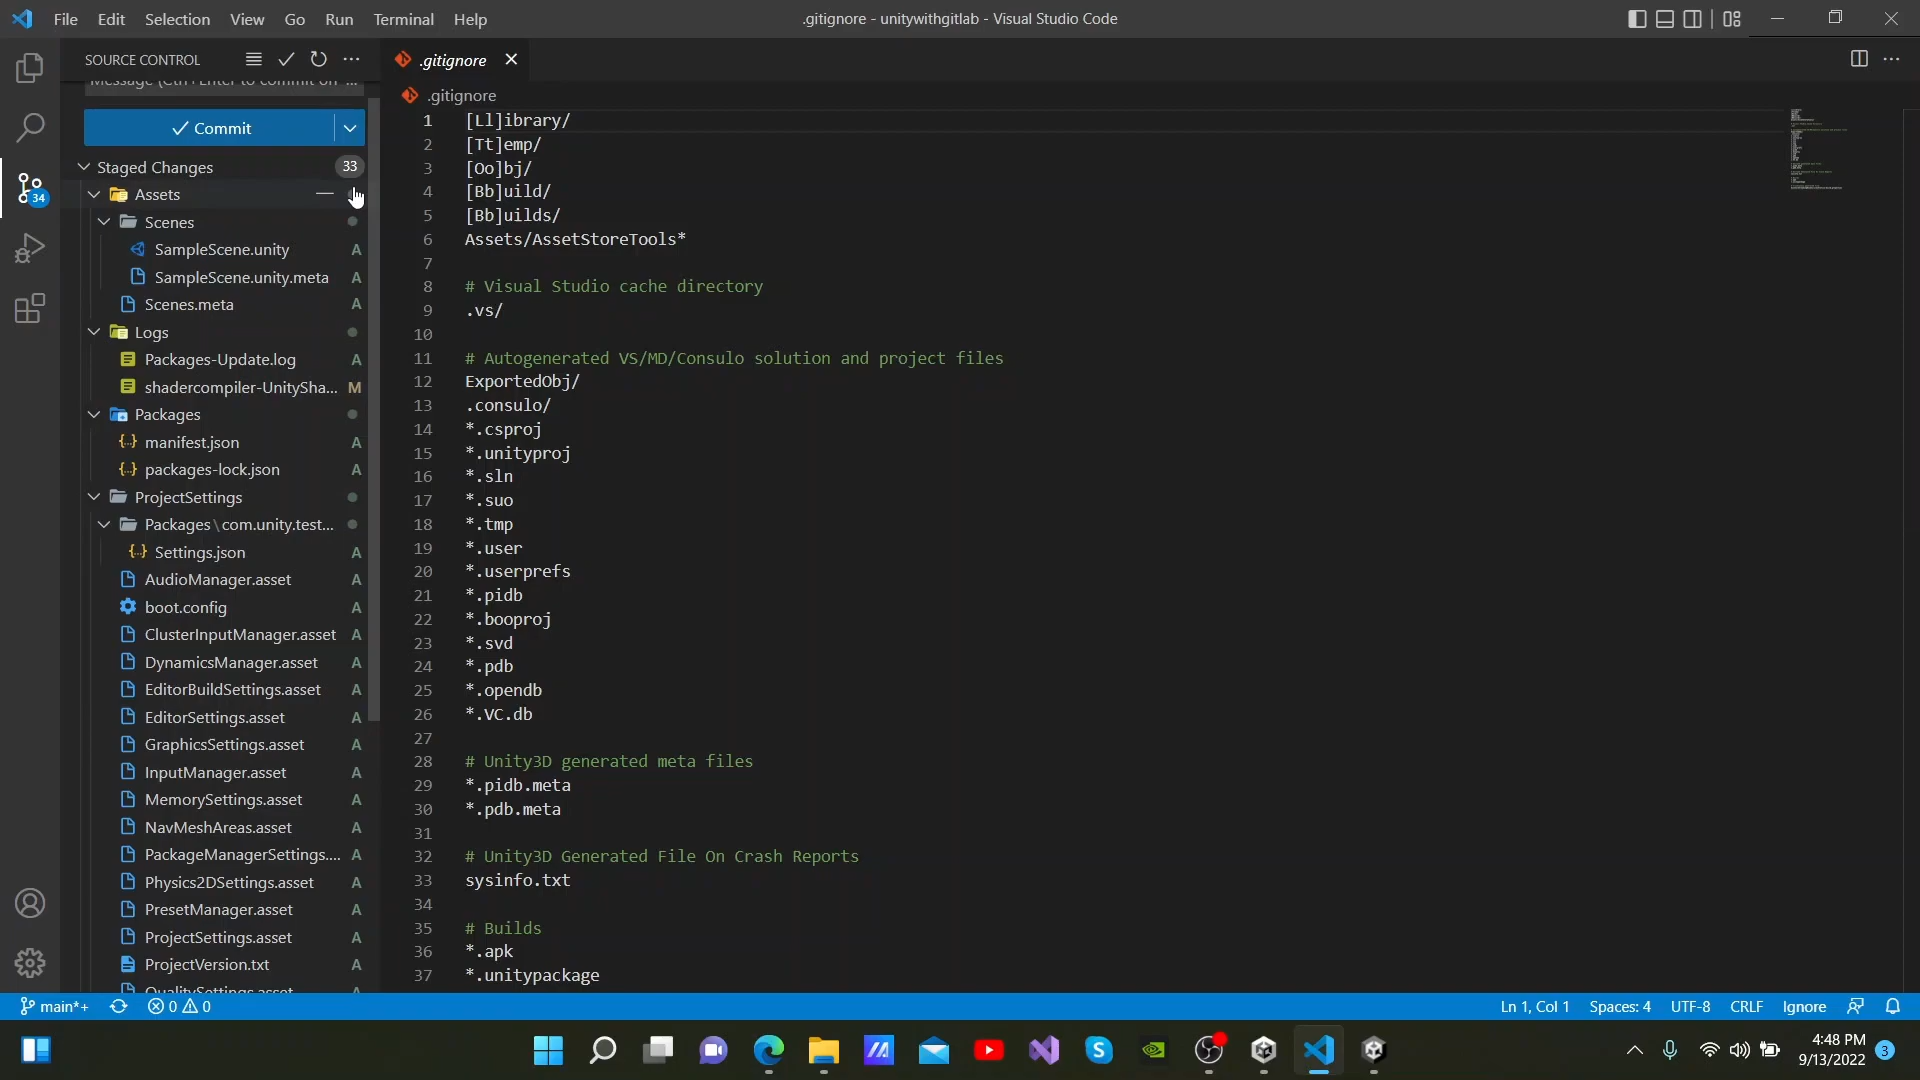 File Edit Selection View Go Run Terminal Help
.gitignore - unitywithgitlab - Visual Studio Code
SOURCE CONTROL
Message (Ctrl+Enter to commit on ...
Commit
Staged Changes 33
Assets
Scenes
SampleScene.unity A
SampleScene.unity.meta A
Scenes.meta A
Logs
Packages-Update.log A
shadercompiler-UnitySha... M
Packages
manifest.json A
packages-lock.json A
ProjectSettings
Packages\com.unity.test...
Settings.json A
AudioManager.asset A
boot.config A
ClusterInputManager.asset A
DynamicsManager.asset A
EditorBuildSettings.asset A
EditorSettings.asset A
GraphicsSettings.asset A
InputManager.asset A
MemorySettings.asset A
NavMeshAreas.asset A
PackageManagerSettings.... A
Physics2DSettings.asset A
PresetManager.asset A
ProjectSettings.asset A
ProjectVersion.txt A
QualitySettings.asset A
34
.gitignore
.gitignore
1 [Ll]ibrary/
2 [Tt]emp/
3 [Oo]bj/
4 [Bb]uild/
5 [Bb]uilds/
6 Assets/AssetStoreTools*
7
8 # Visual Studio cache directory
9 .vs/
10
11 # Autogenerated VS/MD/Consulo solution and project files
12 ExportedObj/
13 .consulo/
14 *.csproj
15 *.unityproj
16 *.sln
17 *.suo
18 *.tmp
19 *.user
20 *.userprefs
21 *.pidb
22 *.booproj
23 *.svd
24 *.pdb
25 *.opendb
26 *.VC.db
27
28 # Unity3D generated meta files
29 *.pidb.meta
30 *.pdb.meta
31
32 # Unity3D Generated File On Crash Reports
33 sysinfo.txt
34
35 # Builds
36 *.apk
37 *.unitypackage
main*+ 0 0
Ln 1, Col 1 Spaces: 4 UTF-8 CRLF Ignore
4:48 PM
9/13/2022 3